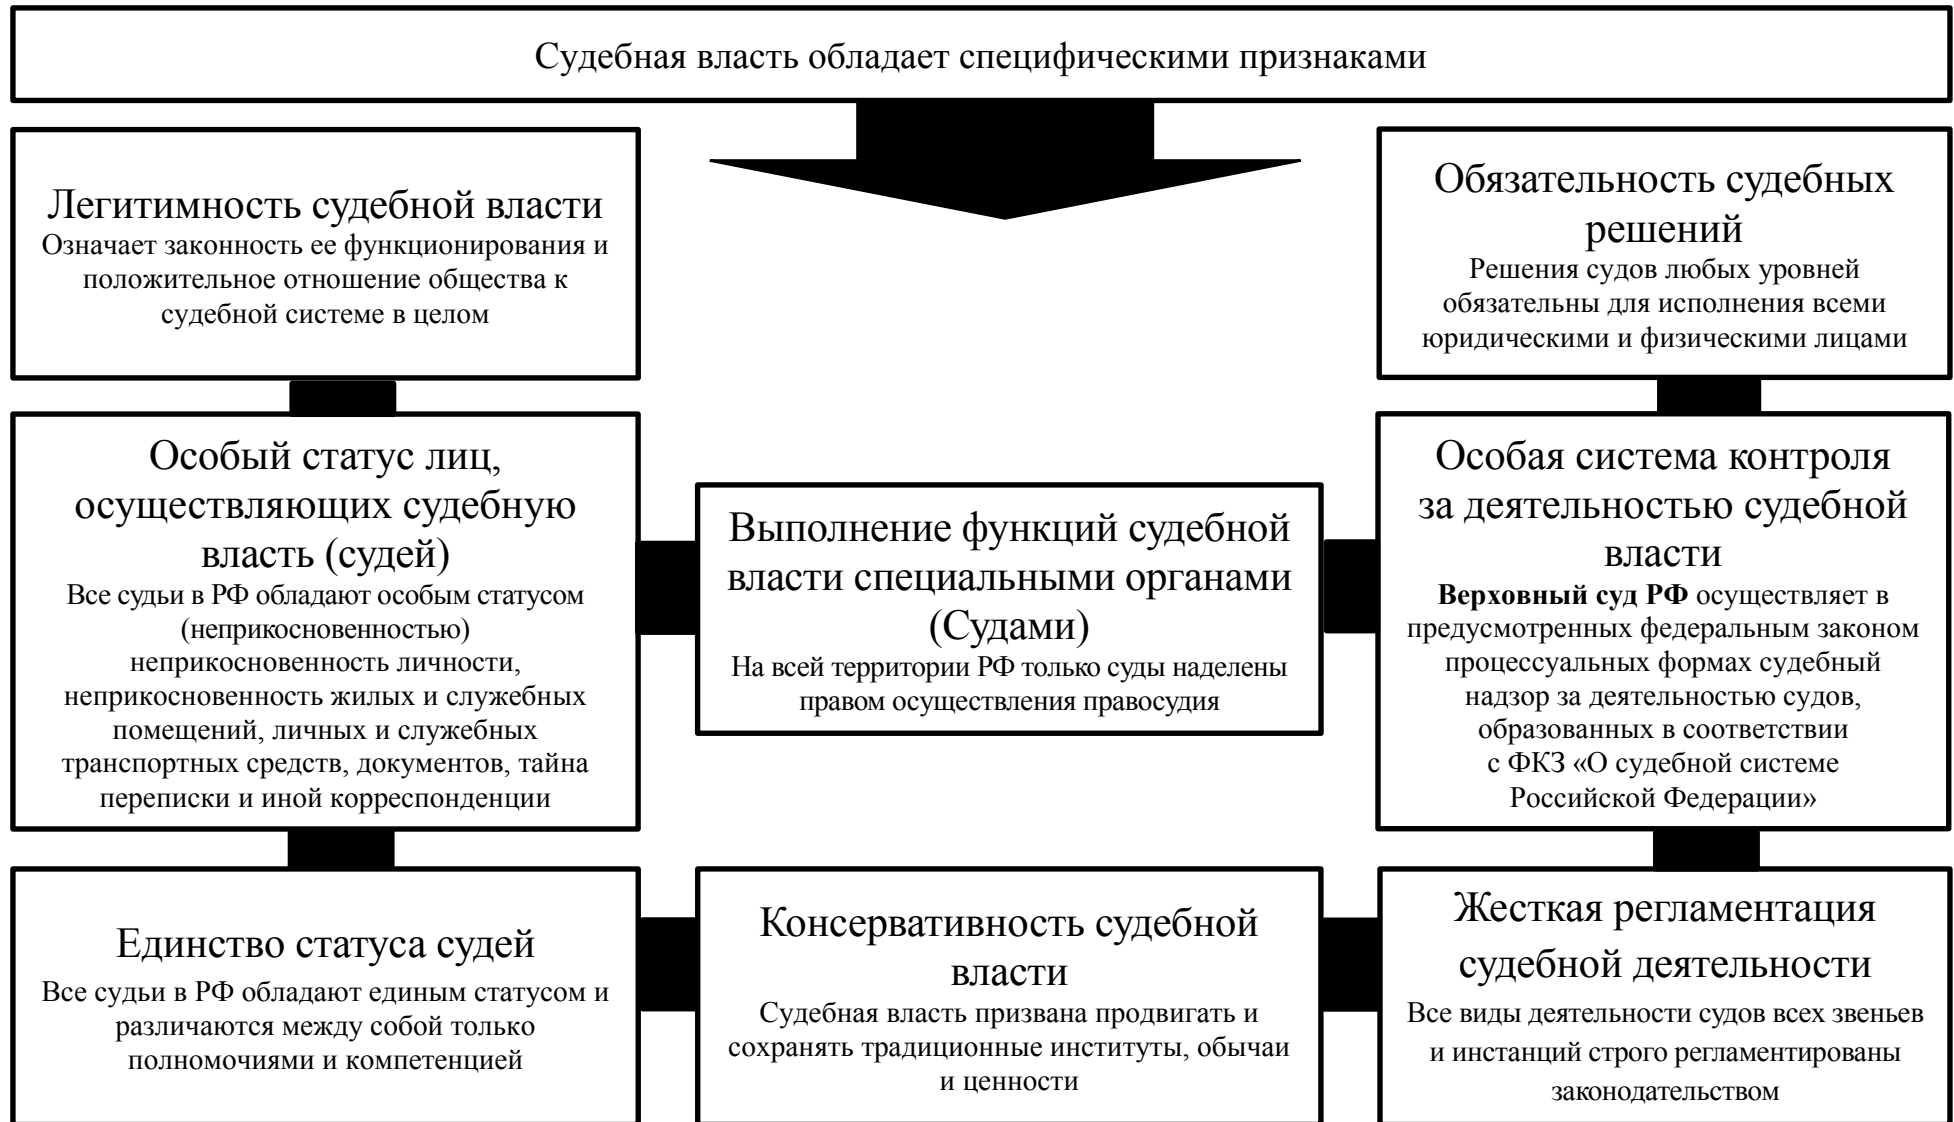 Судебная власть обладает специфическими признаками
Легитимность судебной власти
Означает законность ее функционирования и
положительное отношение общества к
судебной системе в целом
Обязательность судебных
решений
Решения судов любых уровней
обязательны для исполнения всеми
юридическими и физическими лицами
Особый статус лиц,
осуществляющих судебную
власть (судей)
Все судьи в РФ обладают особым статусом
(неприкосновенностью)
неприкосновенность личности,
неприкосновенность жилых и служебных
помещений, личных и служебных
транспортных средств, документов, тайна
переписки и иной корреспонденции
Выполнение функций судебной
власти специальными органами
(Судами)
На всей территории РФ только суды наделены
правом осуществления правосудия
Особая система контроля
за деятельностью судебной
власти
Верховный суд РФ осуществляет в
предусмотренных федеральным законом
процессуальных формах судебный
надзор за деятельностью судов,
образованных в соответствии
с ФКЗ «О судебной системе
Российской Федерации»
Единство статуса судей
Все судьи в РФ обладают единым статусом и
различаются между собой только
полномочиями и компетенцией
Консервативность судебной
власти
Судебная власть призвана продвигать и
сохранять традиционные институты, обычаи
и ценности
Жесткая регламентация
судебной деятельности
Все виды деятельности судов всех звеньев
и инстанций строго регламентированы
законодательством